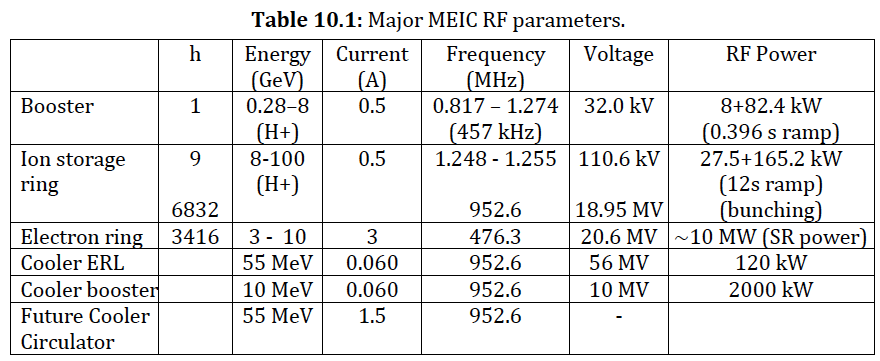 Table 10.1: Major MEIC RF parameters.
h Energy (GeV) Current (A) Frequency (MHz) Voltage RF Power
Booster 1 0.28–8 (H+) 0.5 0.817 – 1.274 (457 kHz) 32.0 kV 8+82.4 kW (0.396 s ramp)
Ion storage ring 9 8-100 (H+) 0.5 1.248 - 1.255 110.6 kV 27.5+165.2 kW (12s ramp)
6832 952.6 18.95 MV (bunching)
Electron ring 3416 3 - 10 3 476.3 20.6 MV ~10 MW (SR power)
Cooler ERL 55 MeV 0.060 952.6 56 MV 120 kW
Cooler booster 10 MeV 0.060 952.6 10 MV 2000 kW
Future Cooler Circulator 55 MeV 1.5 952.6 -